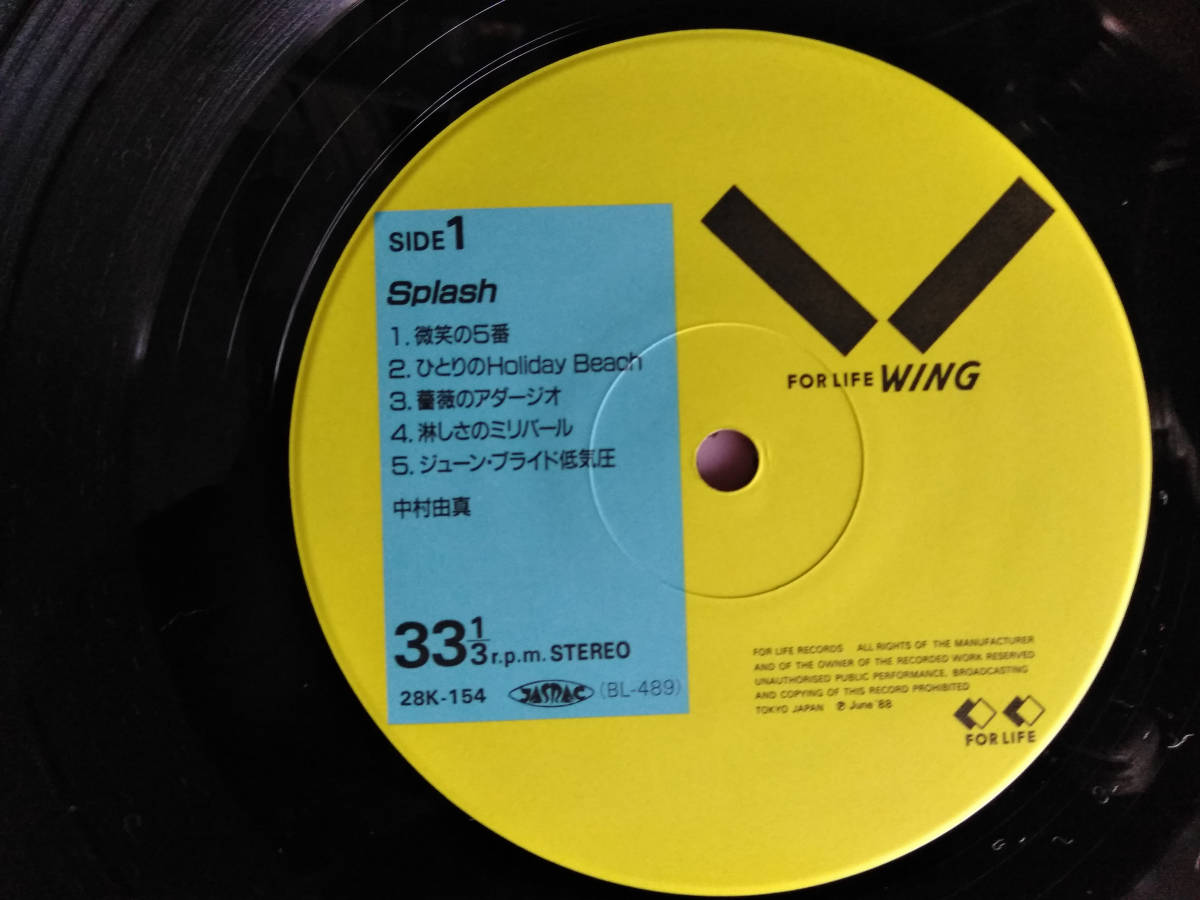 SIDE 1
Splash
1. 微笑の5番
2. ひとりのHoliday Beach
3. 薔薇のアダージオ
4. 淋しさのミリバール
5. ジューン・ブライド低気圧
中村由真
33 1/3 r.p.m. STEREO
28K-154 JASRAC (BL-489)
FOR LIFE WING
FOR LIFE RECORDS ALL RIGHTS OF THE MANUFACTURER
AND OF THE OWNER OF THE RECORDED WORK RESERVED
UNAUTHORISED PUBLIC PERFORMANCE, BROADCASTING
AND COPYING OF THIS RECORD PROHIBITED
TOKYO JAPAN ℗ June '88
FOR LIFE